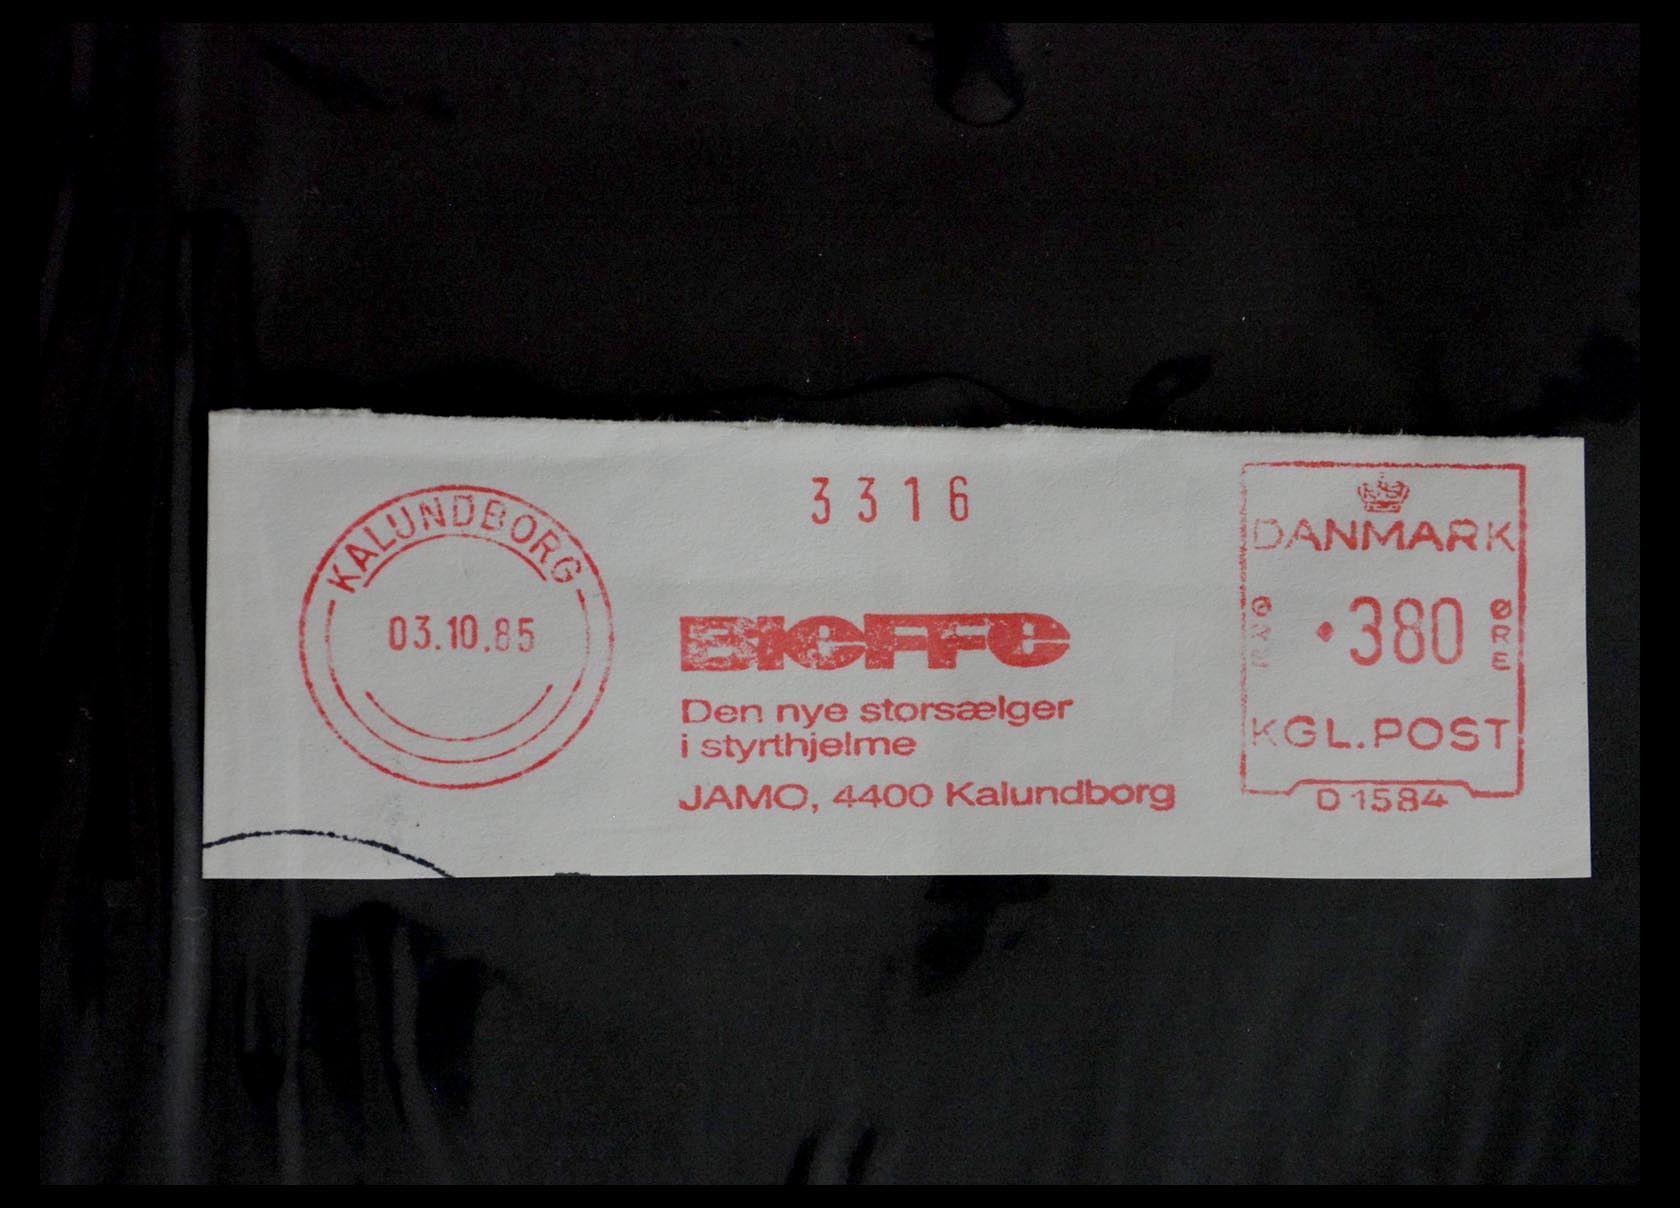 KALUNDBORG
03.10.85
3316
BIeFFe
Den nye storsælger
i styrthjelme
JAMO, 4400 Kalundborg
DANMARK
ØRE 380 ØRE
KGL. POST
D 1584